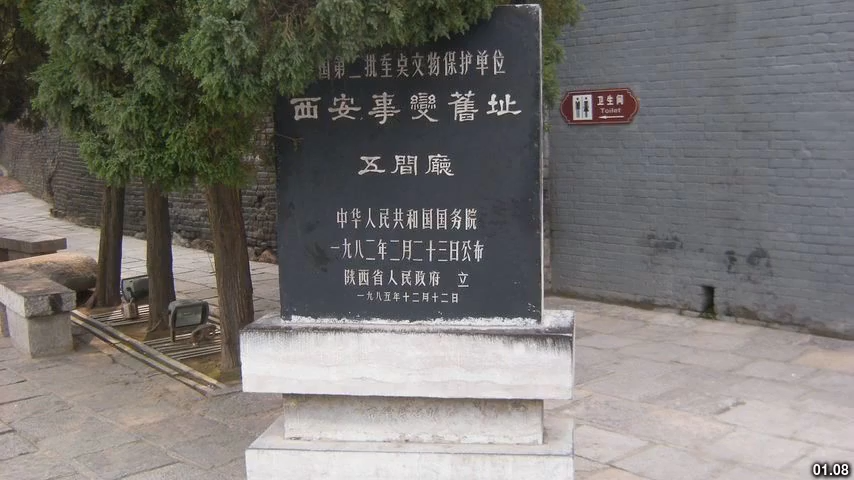 国第二批重点文物保护单位
西安事變舊址
五間廳
中华人民共和国国务院
一九八二年二月二十三日公布
陕西省人民政府 立
一九八五年十二月十二日
卫生间
Toilet
01.08